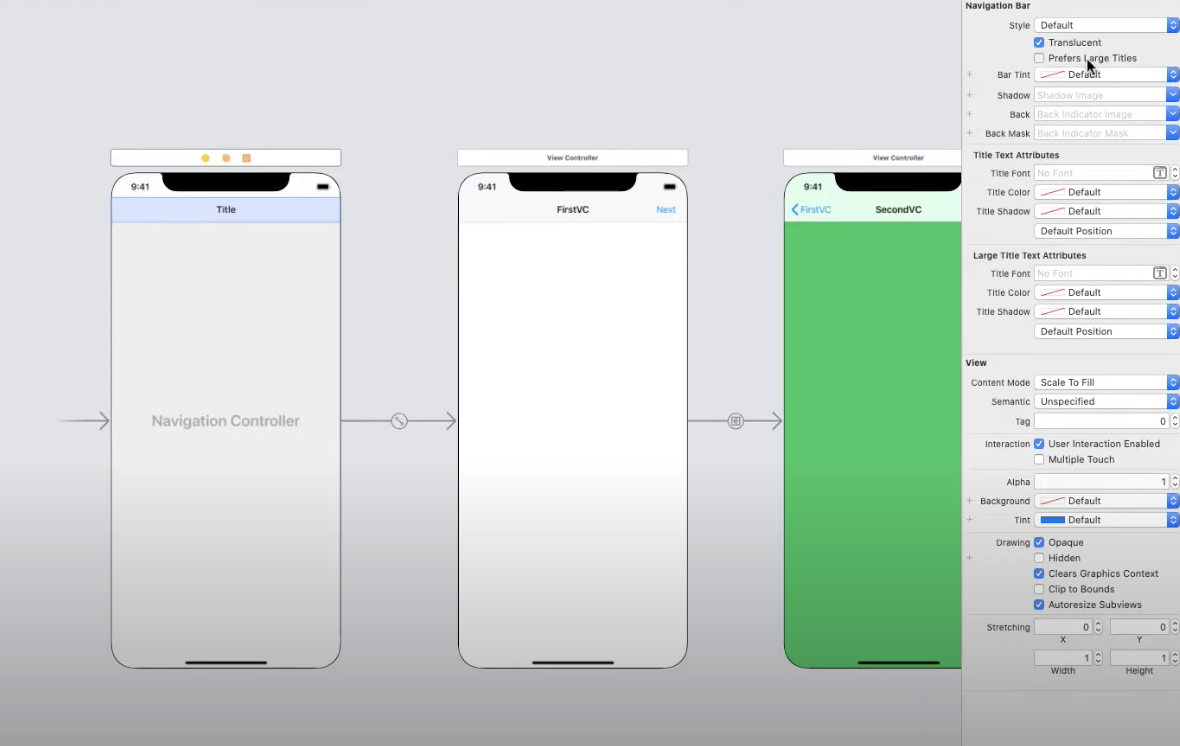 View Controller
View Controller
9:41
Title
9:41
FirstVC
Next
9:41
FirstVC
SecondVC
Navigation Controller
Navigation Bar
Style Default
Translucent
Prefers Large Titles
+ Bar Tint Default
+ Shadow Shadow Image
+ Back Back Indicator Image
+ Back Mask Back Indicator Mask
Title Text Attributes
Title Font No Font T
Title Color Default
Title Shadow Default
Default Position
Large Title Text Attributes
Title Font No Font T
Title Color Default
Title Shadow Default
Default Position
View
Content Mode Scale To Fill
Semantic Unspecified
Tag 0
Interaction User Interaction Enabled
Multiple Touch
Alpha 1
+ Background Default
+ Tint Default
Drawing Opaque
+ Hidden
Clears Graphics Context
Clip to Bounds
Autoresize Subviews
Stretching 0 0
X Y
1 1
Width Height